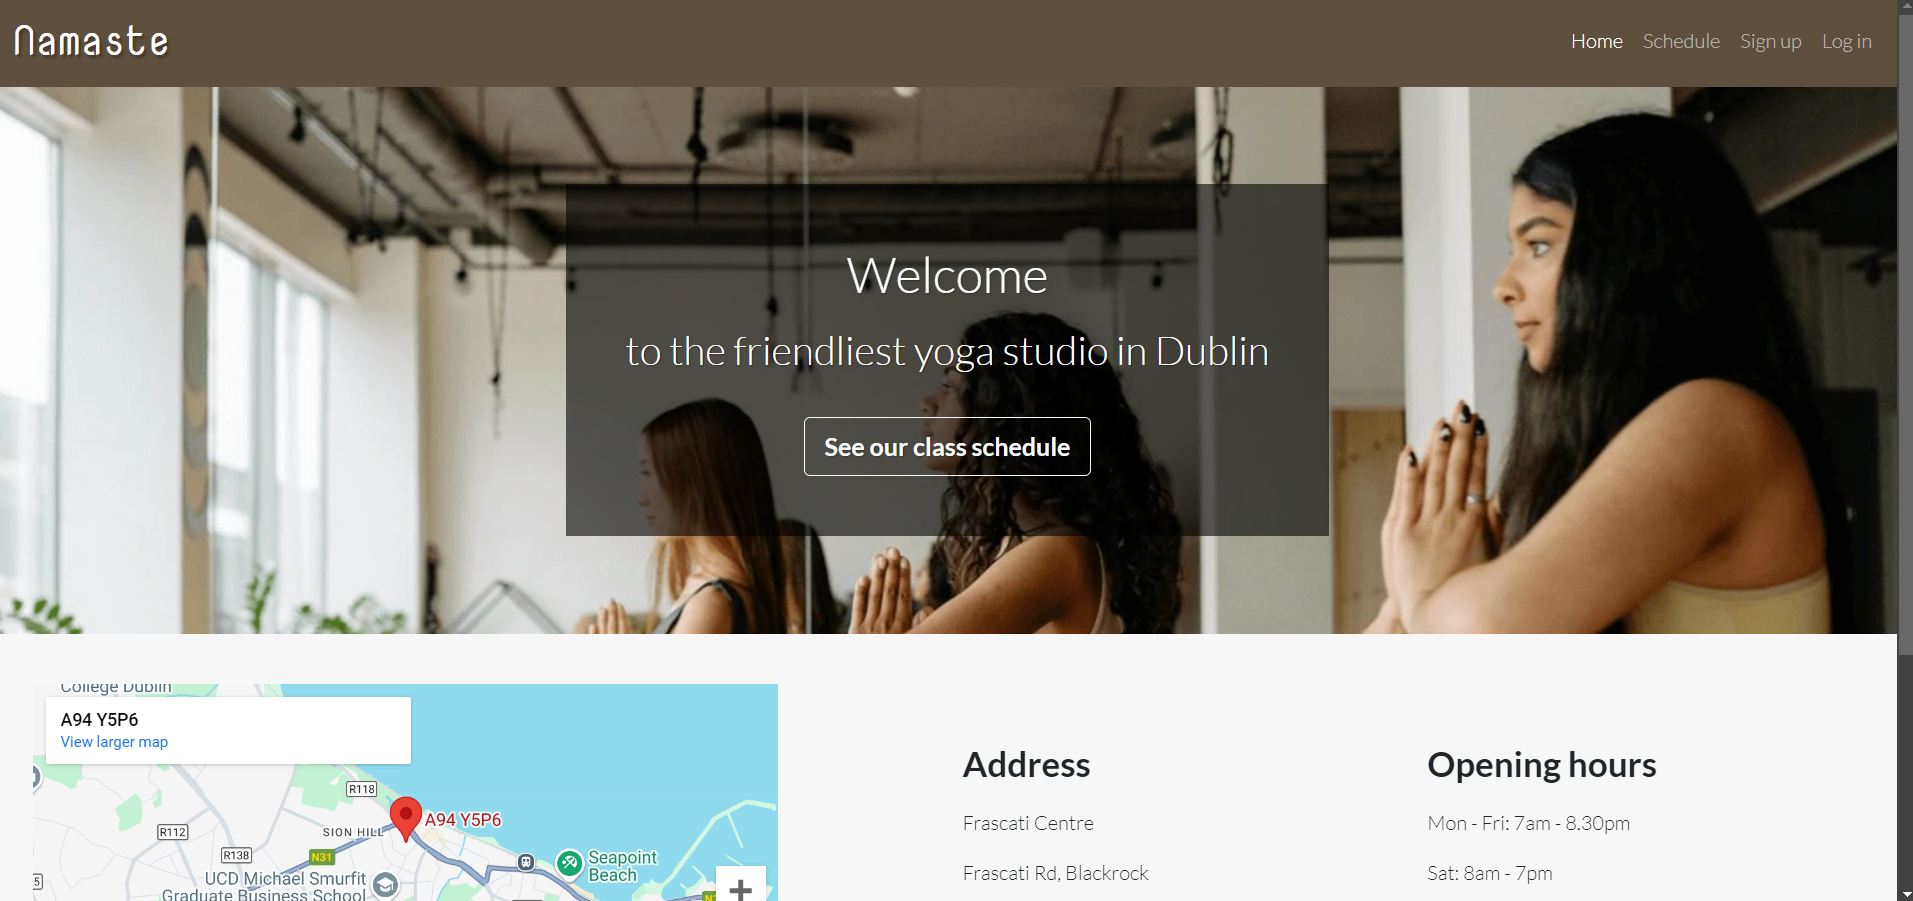 Namaste
Home Schedule Sign up Log in
Welcome
to the friendliest yoga studio in Dublin
See our class schedule
College Dublin
A94 Y5P6
View larger map
R118
A94 Y5P6
SION HILL
R112
R138
N31
Seapoint
Beach
UCD Michael Smurfit
Graduate Business School
Address
Frascati Centre
Frascati Rd, Blackrock
Opening hours
Mon - Fri: 7am - 8.30pm
Sat: 8am - 7pm